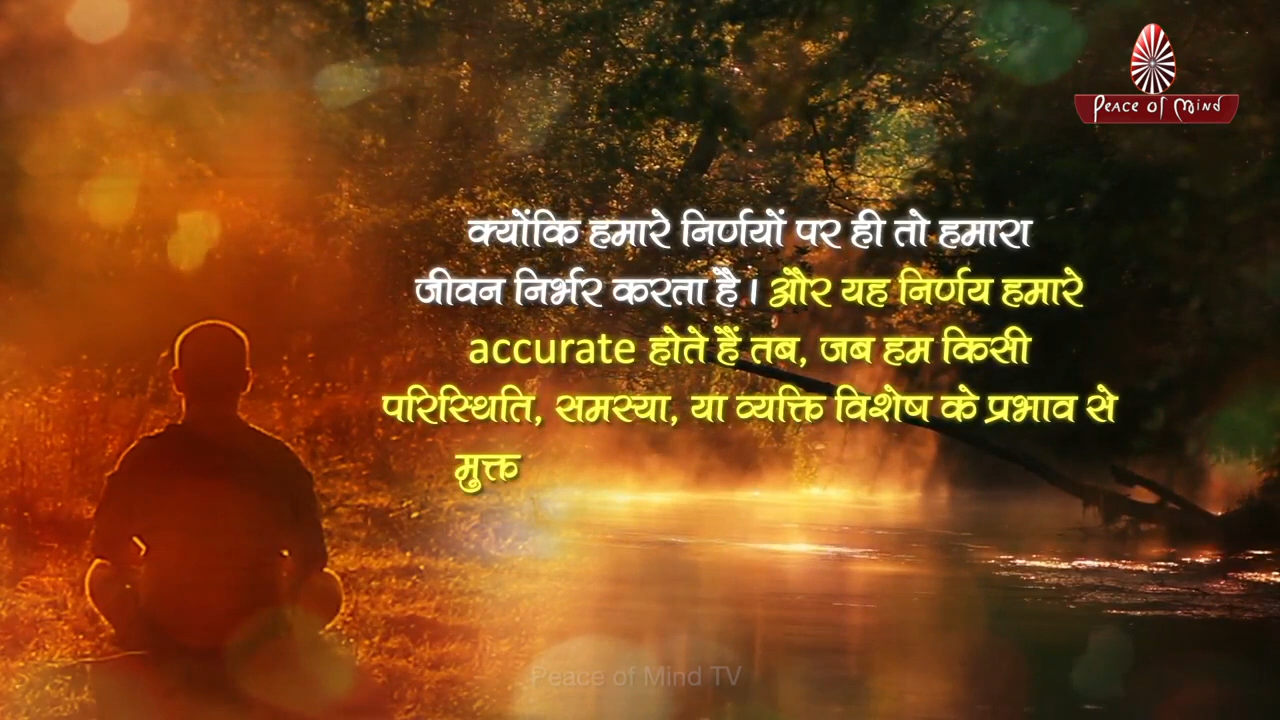 Peace of Mind
क्योंकि हमारे निर्णयों पर ही तो हमारा
जीवन निर्भर करता है। और यह निर्णय हमारे
accurate होते हैं तब, जब हम किसी
परिस्थिति, समस्या, या व्यक्ति विशेष के प्रभाव से
मुक्त
Peace of Mind TV